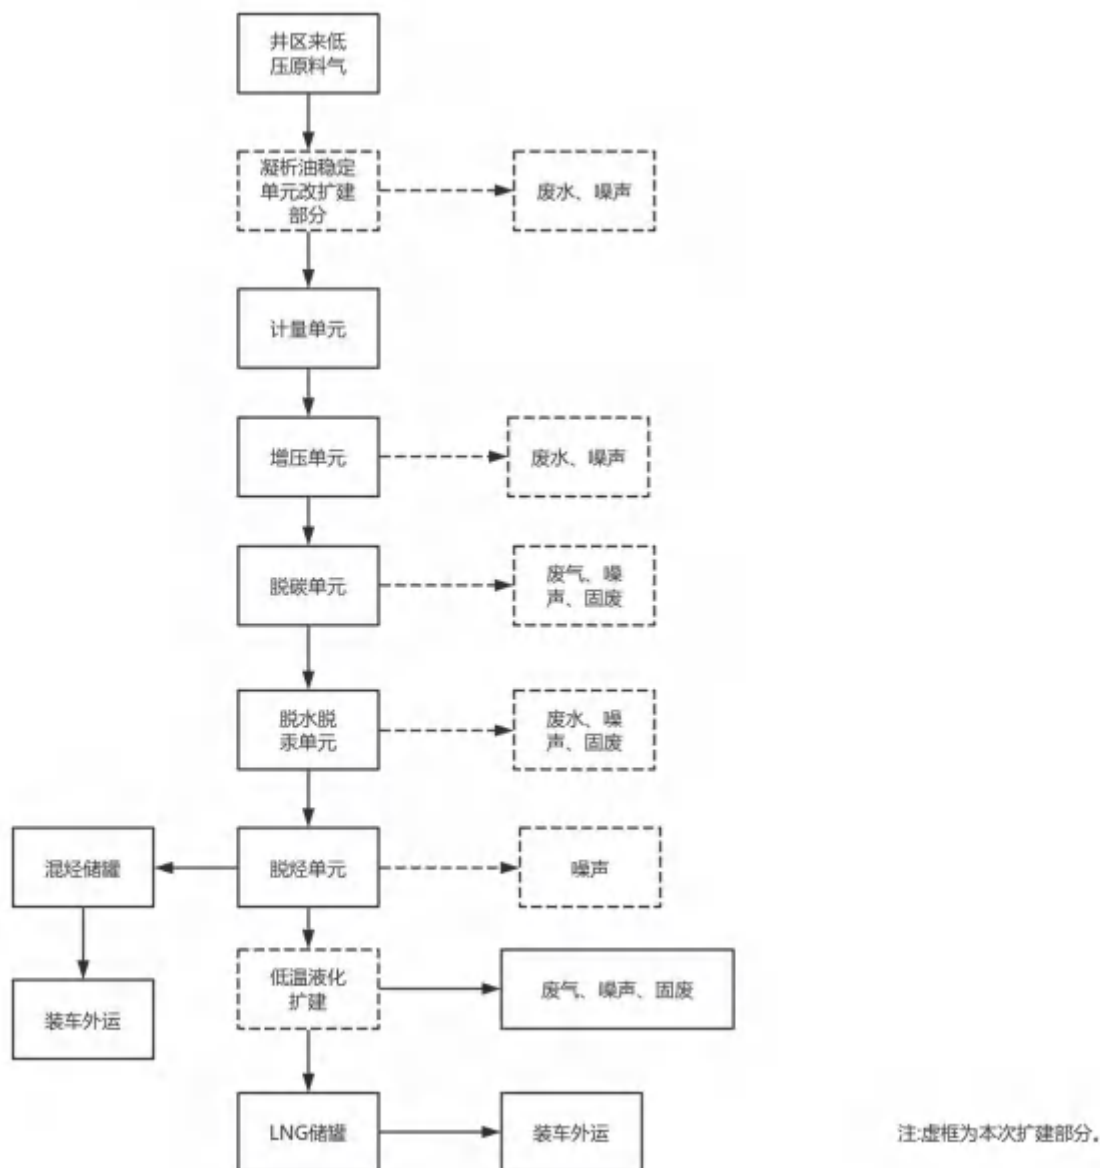 井区来低
压原料气
凝析油稳定
单元改扩建
部分
废水、噪声
计量单元
增压单元
废水、噪声
脱碳单元
废气、噪
声、固废
脱水脱
汞单元
废水、噪
声、固废
混烃储罐
脱烃单元
噪声
装车外运
低温液化
扩建
废气、噪声、固废
LNG储罐
装车外运
注:虚框为本次扩建部分。